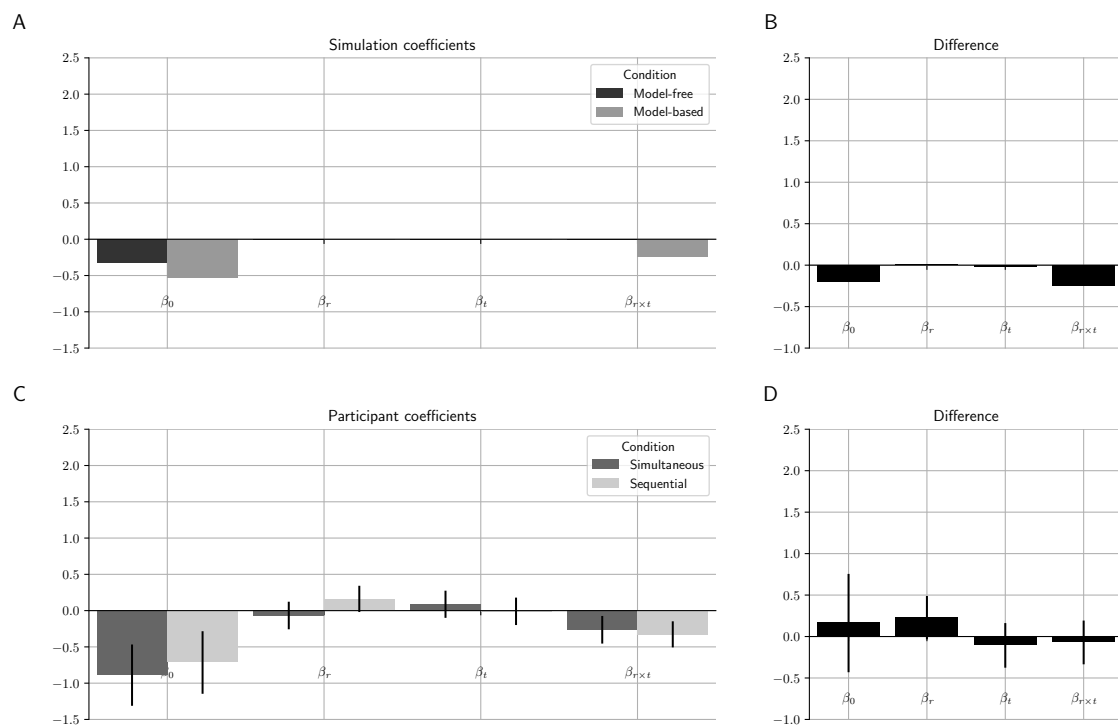 A
Simulation coefficients
2.5
2.0
1.5
1.0
0.5
0.0
−0.5
−1.0
−1.5
Condition
Model-free
Model-based
β₀
βᵣ
βₜ
βᵣ×ₜ
B
Difference
2.5
2.0
1.5
1.0
0.5
0.0
−0.5
−1.0
β₀
βᵣ
βₜ
βᵣ×ₜ
C
Participant coefficients
2.5
2.0
1.5
1.0
0.5
0.0
−0.5
−1.0
−1.5
Condition
Simultaneous
Sequential
β₀
βᵣ
βₜ
βᵣ×ₜ
D
Difference
2.5
2.0
1.5
1.0
0.5
0.0
−0.5
−1.0
β₀
βᵣ
βₜ
βᵣ×ₜ